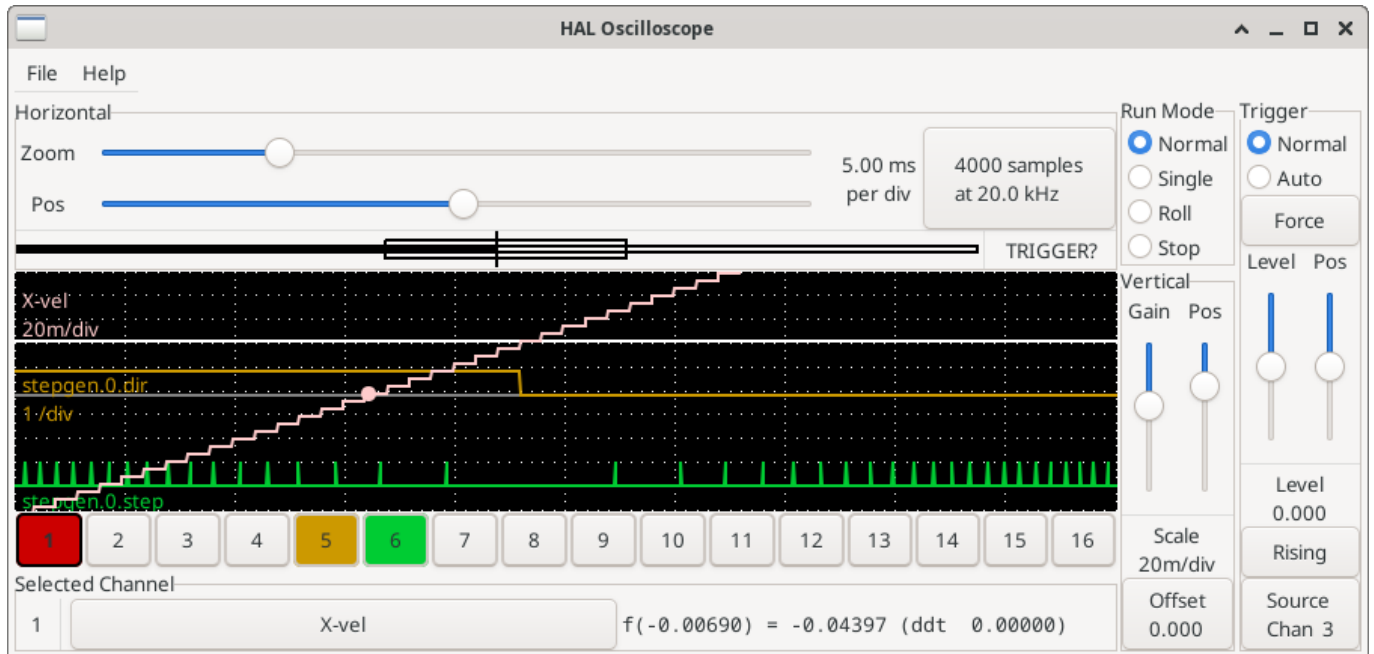 HAL Oscilloscope
File Help
Horizontal
Zoom
Pos
5.00 ms
per div
4000 samples
at 20.0 kHz
TRIGGER?
Run Mode
Normal
Single
Roll
Stop
Trigger
Normal
Auto
Force
Level Pos
Vertical
Gain Pos
X-vel
20m/div
stepgen.0.dir
1 /div
stepgen.0.step
Scale
20m/div
Offset
0.000
Level
0.000
Rising
Source
Chan 3
1 2 3 4 5 6 7 8 9 10 11 12 13 14 15 16
Selected Channel
1 X-vel f(-0.00690) = -0.04397 (ddt 0.00000)